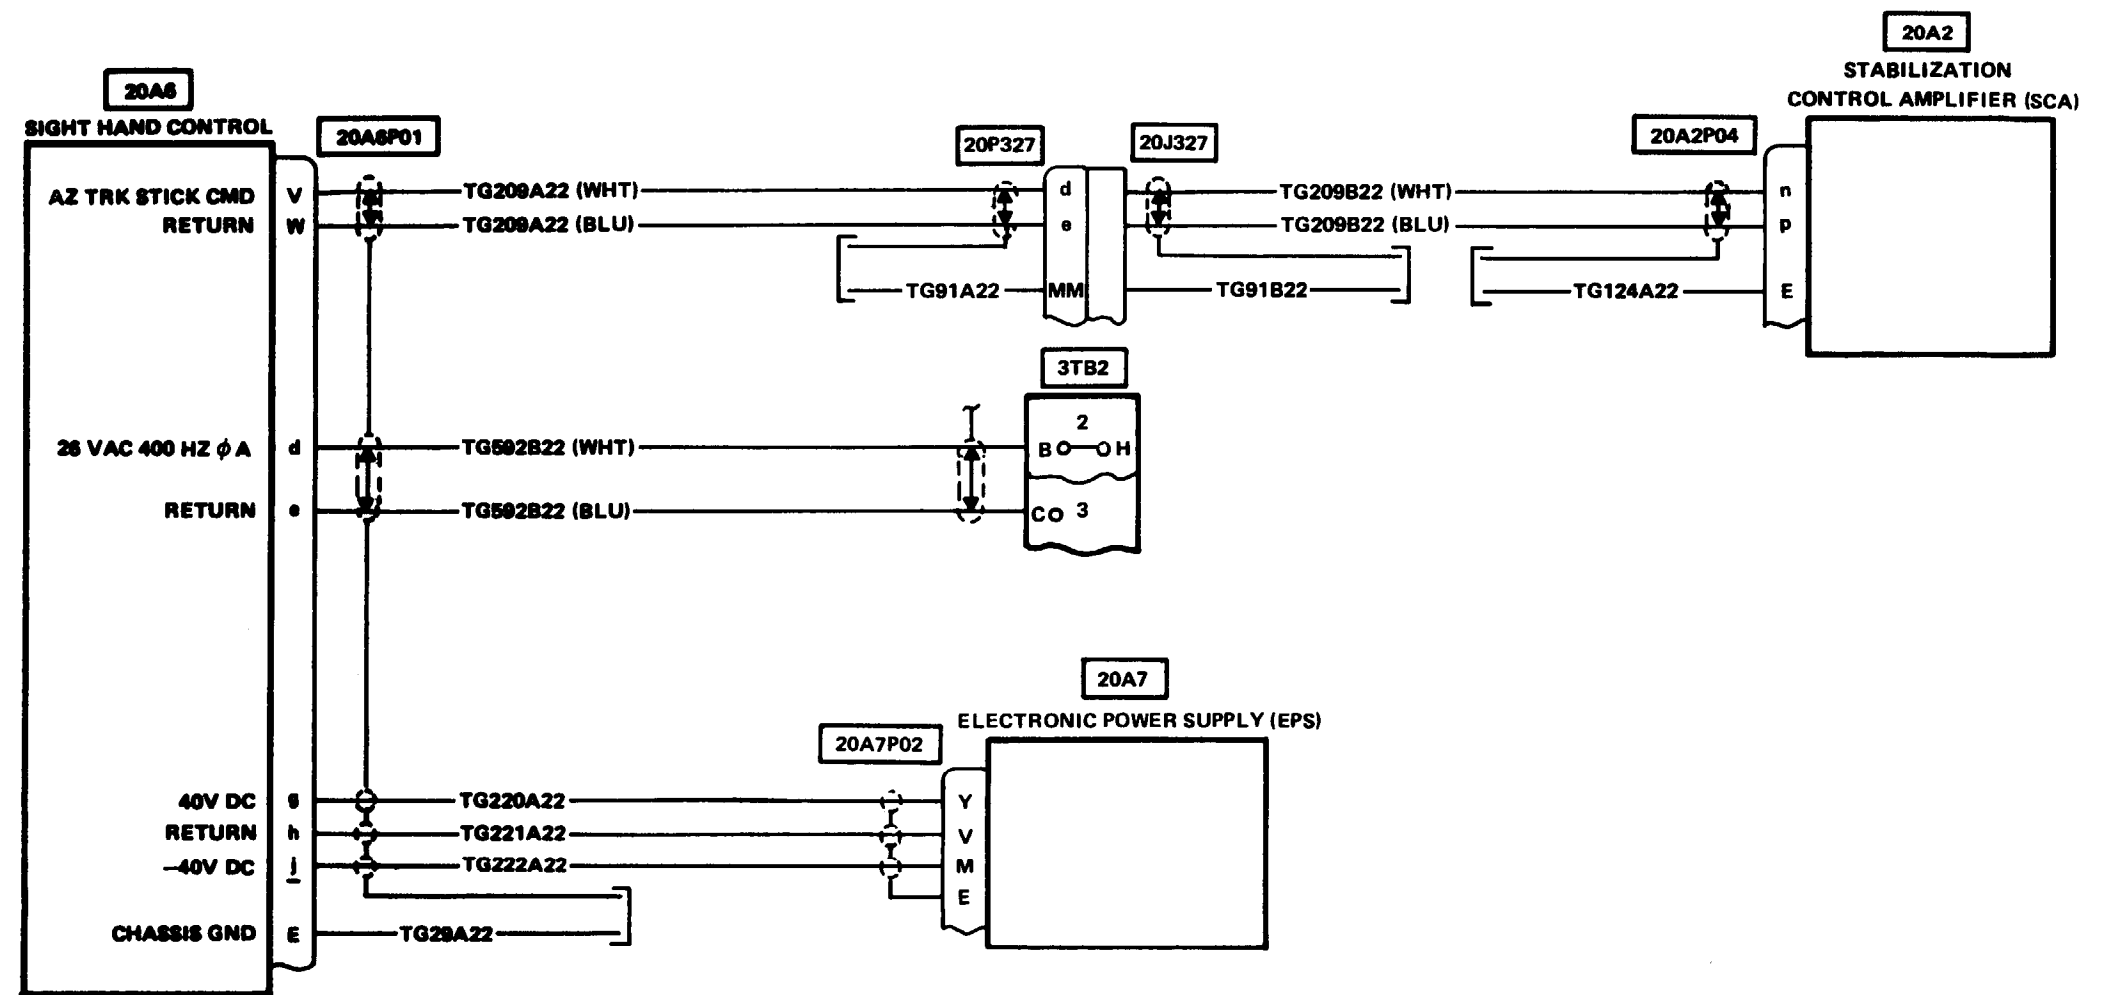 20A2
STABILIZATION
CONTROL AMPLIFIER (SCA)
20A6
SIGHT HAND CONTROL
20A6P01
20P327
20J327
20A2P04
AZ TRK STICK CMD V TG209A22 (WHT) d TG209B22 (WHT) n
RETURN W TG209A22 (BLU) e TG209B22 (BLU) p
TG91A22 MM TG91B22 TG124A22 E
3TB2
2
26 VAC 400 HZ ϕ A d TG592B22 (WHT) B H
RETURN e TG592B22 (BLU) C 3
20A7
ELECTRONIC POWER SUPPLY (EPS)
20A7P02
40V DC g TG220A22 Y
RETURN h TG221A22 V
—40V DC j TG222A22 M
E
CHASSIS GND E TG29A22